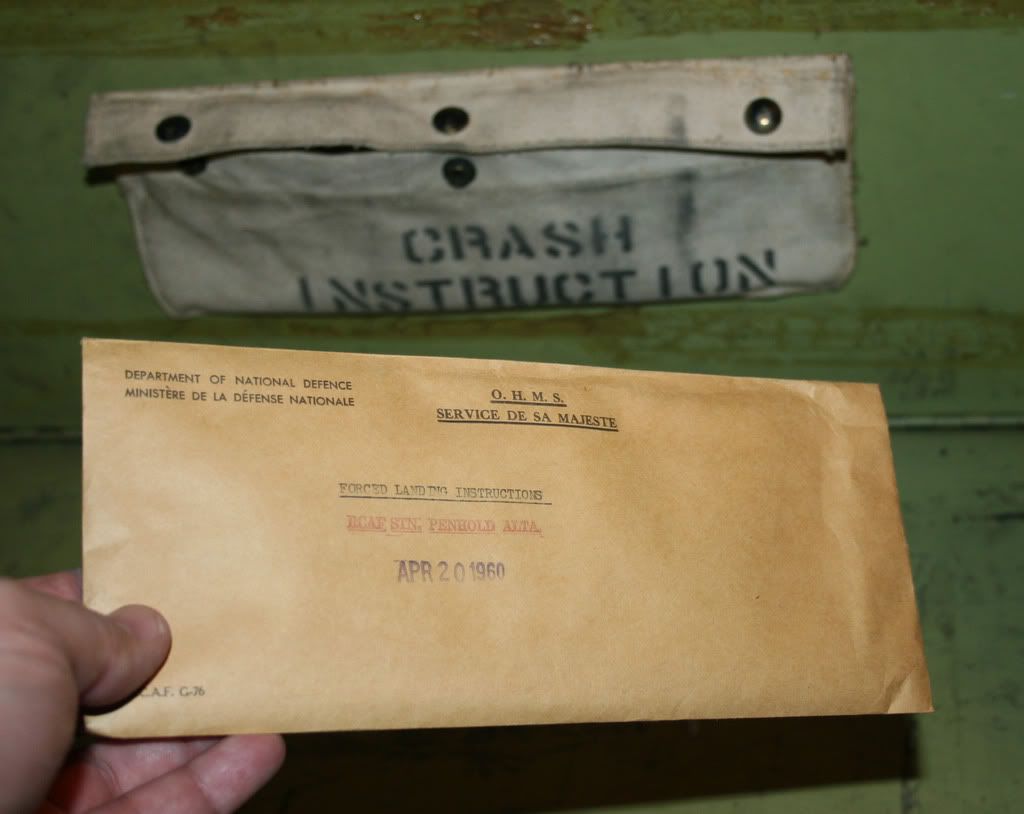 CRASH
INSTRUCTION
DEPARTMENT OF NATIONAL DEFENCE
MINISTÈRE DE LA DÉFENSE NATIONALE
O. H. M. S.
SERVICE DE SA MAJESTE
FORCED LANDING INSTRUCTIONS
RCAF STN. PENHOLD ALTA.
APR 20 1960
C.A.F. G-76